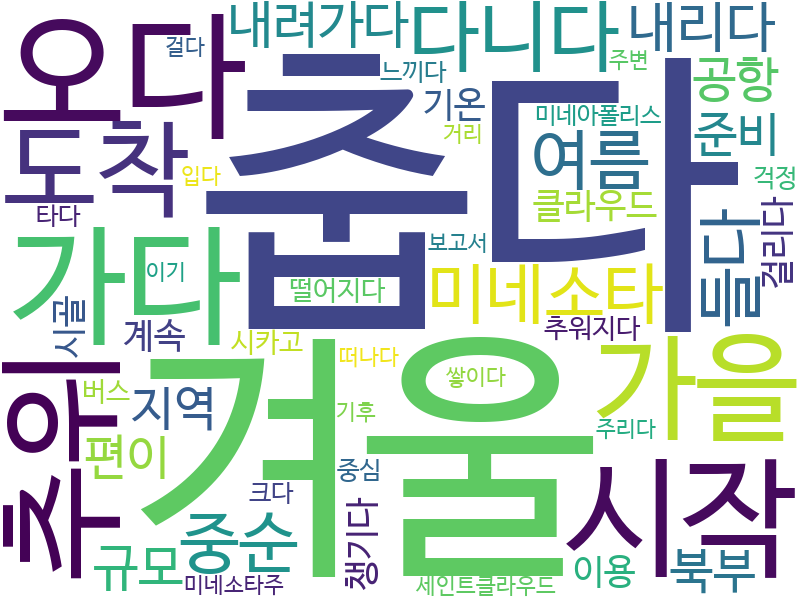 오다
걸다
내려가다
다니다
내리다
느끼다
주변
공항
춥다
기온
미네아폴리스
도착
거리
여름
준비
입다
걱정
타다
클라우드
들다
걸리다
가다
이기
보고서
떨어지다
미네소타
시골
계속
시카고
추워지다
추위
떠나다
겨울
쌓이다
가을
버스
지역
기후
주리다
편이
중심
시작
크다
챙기다
중순
규모
이용
북부
미네소타주
세인트클라우드